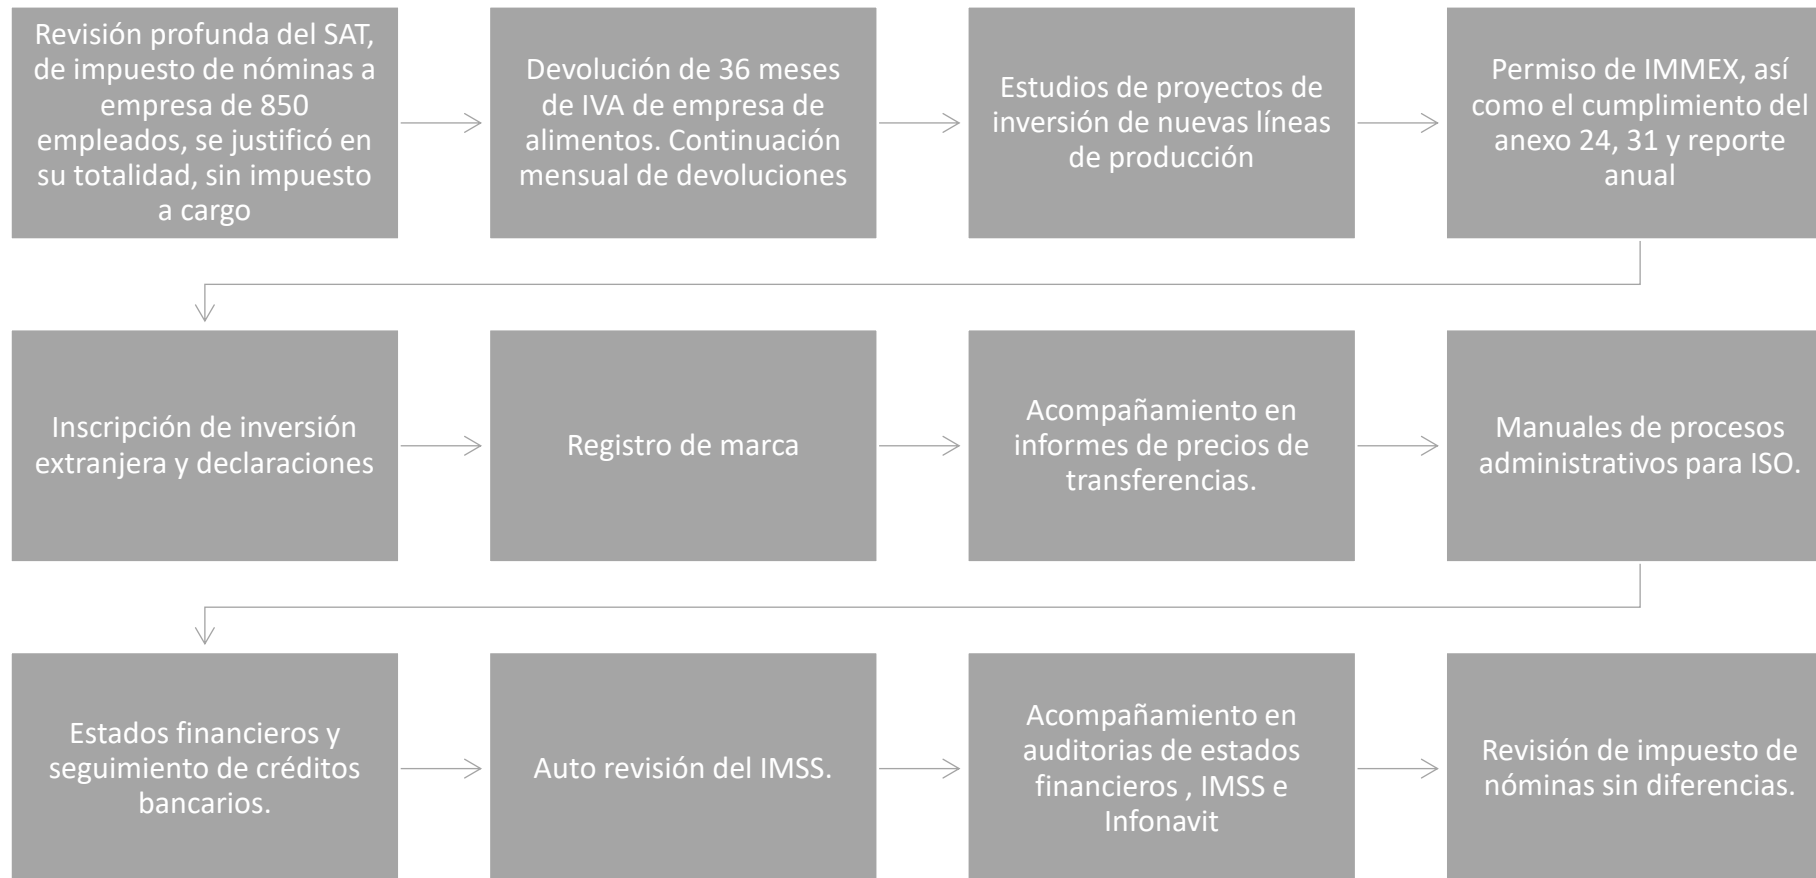 Revisión profunda del SAT,
de impuesto de nóminas a
empresa de 850
empleados, se justificó en
su totalidad, sin impuesto
a cargo
Devolución de 36 meses
de IVA de empresa de
alimentos. Continuación
mensual de devoluciones
Estudios de proyectos de
inversión de nuevas líneas
de producción
Permiso de IMMEX, así
como el cumplimiento del
anexo 24, 31 y reporte
anual
Inscripción de inversión
extranjera y declaraciones
Registro de marca
Acompañamiento en
informes de precios de
transferencias.
Manuales de procesos
administrativos para ISO.
Estados financieros y
seguimiento de créditos
bancarios.
Auto revisión del IMSS.
Acompañamiento en
auditorias de estados
financieros , IMSS e
Infonavit
Revisión de impuesto de
nóminas sin diferencias.